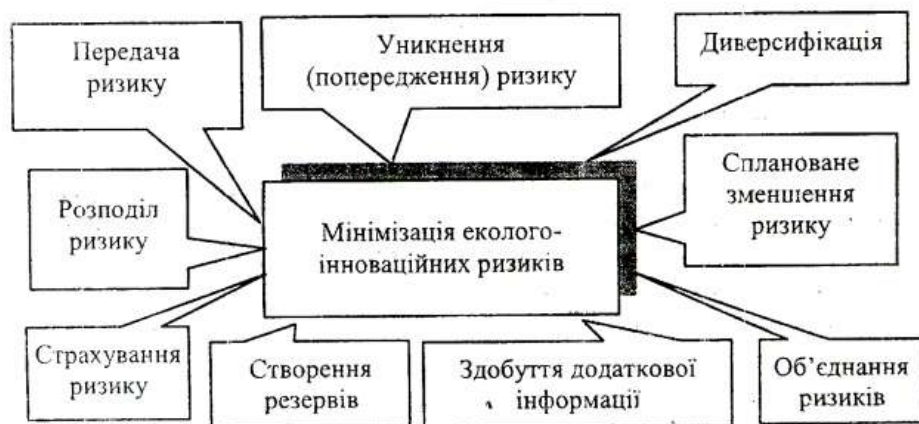 Передача
ризику
Уникнення
(попередження) ризику
Диверсифікація
Розподіл
ризику
Мінімізація еколого-
інноваційних ризиків
Сплановане
зменшення
ризику
Страхування
ризику
Створення
резервів
Здобуття додаткової
інформації
Об’єднання
ризиків